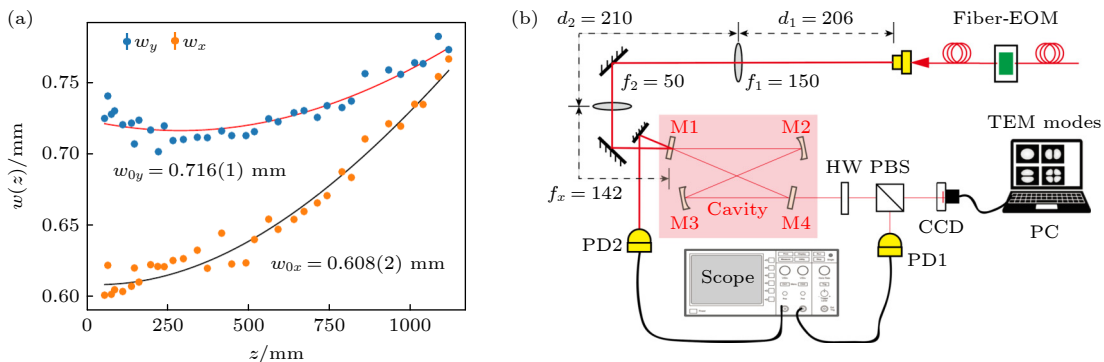 (a)
w_y w_x
0.75
0.70
0.65
0.60
w_{0y} = 0.716(1) mm
w_{0x} = 0.608(2) mm
w(z)/mm
0 250 500 750 1000
z/mm
(b)
d_2 = 210
d_1 = 206
Fiber-EOM
f_2 = 50
f_1 = 150
M1
M2
TEM modes
f_x = 142
HW PBS
M3
Cavity
M4
CCD
PC
PD2
PD1
Scope